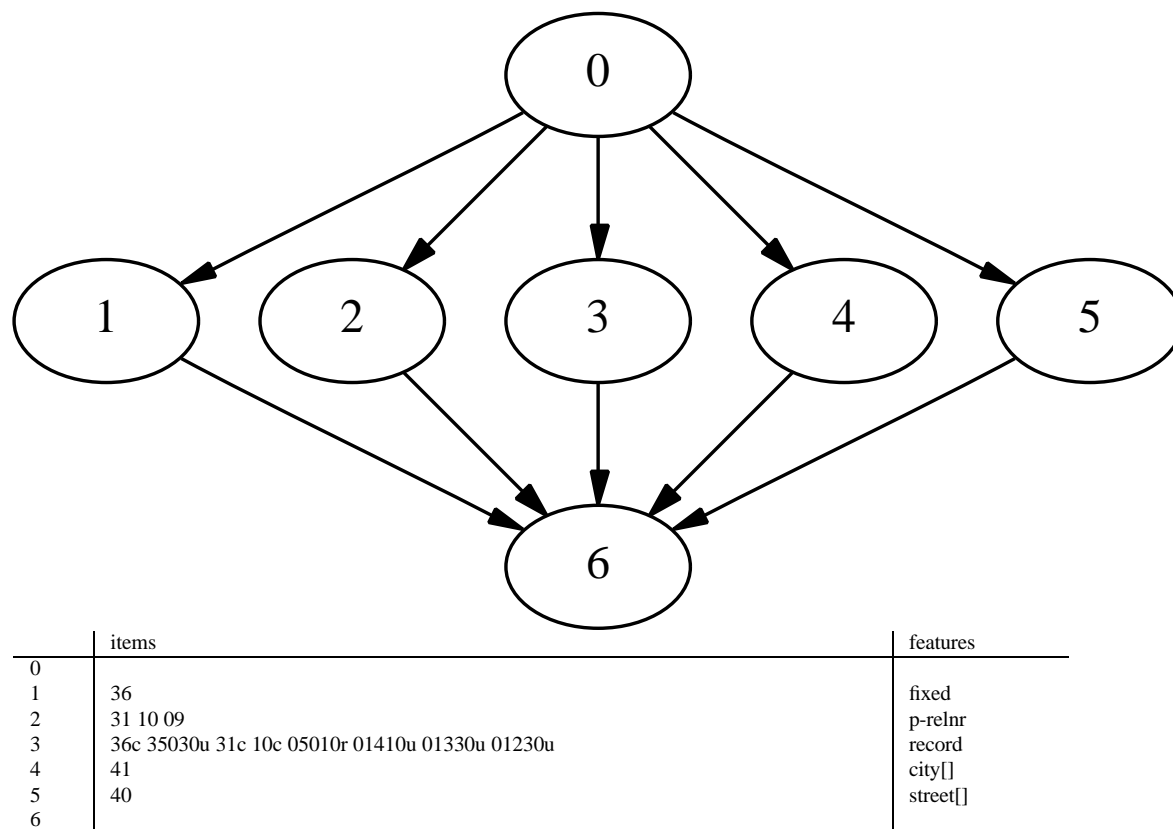 0
1 2 3 4 5
6
items features
0
1 36 fixed
2 31 10 09 p-relnr
3 36c 35030u 31c 10c 05010r 01410u 01330u 01230u record
4 41 city[]
5 40 street[]
6